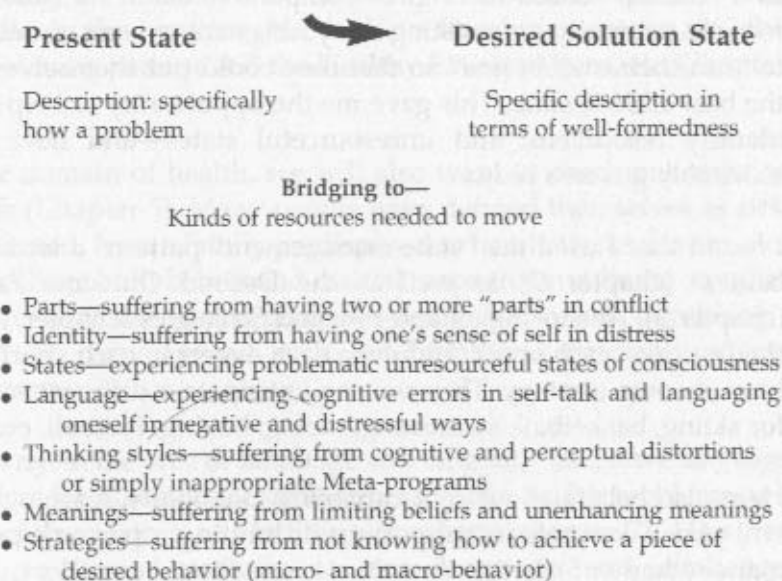 Present State Desired Solution State
Description: specifically Specific description in
how a problem terms of well-formedness
Bridging to—
Kinds of resources needed to move
• Parts—suffering from having two or more “parts” in conflict
• Identity—suffering from having one’s sense of self in distress
• States—experiencing problematic unresourceful states of consciousness
• Language—experiencing cognitive errors in self-talk and languaging
oneself in negative and distressful ways
• Thinking styles—suffering from cognitive and perceptual distortions
or simply inappropriate Meta-programs
• Meanings—suffering from limiting beliefs and unenhancing meanings
• Strategies—suffering from not knowing how to achieve a piece of
desired behavior (micro- and macro-behavior)